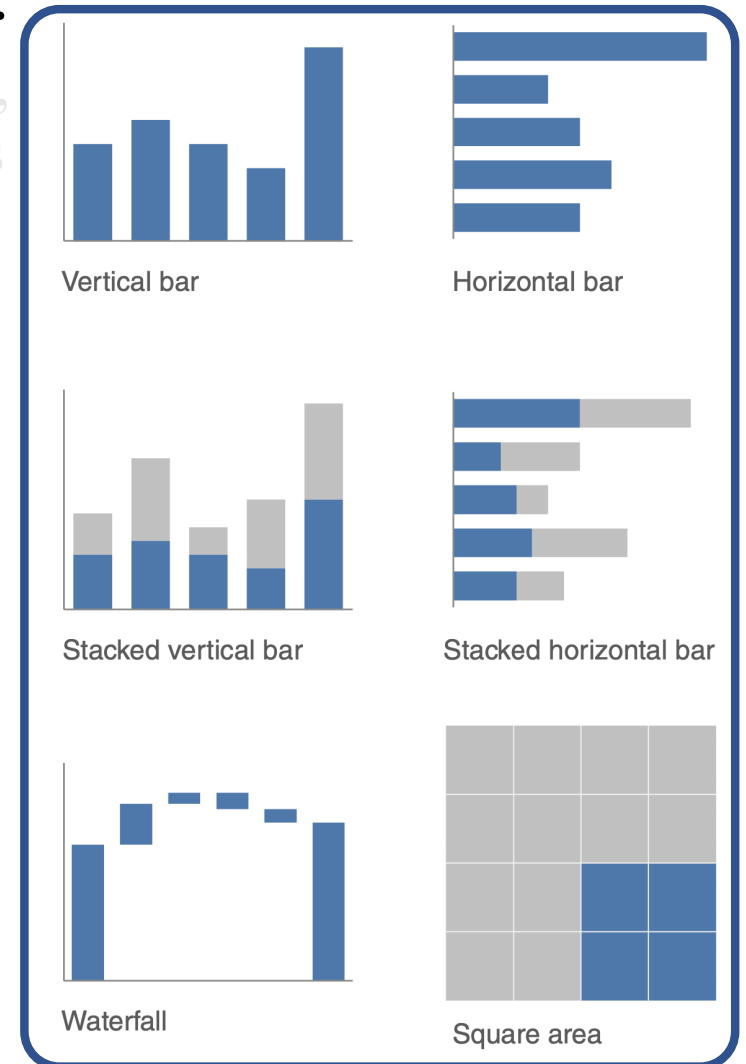 Vertical bar
Horizontal bar
Stacked vertical bar
Stacked horizontal bar
Waterfall
Square area